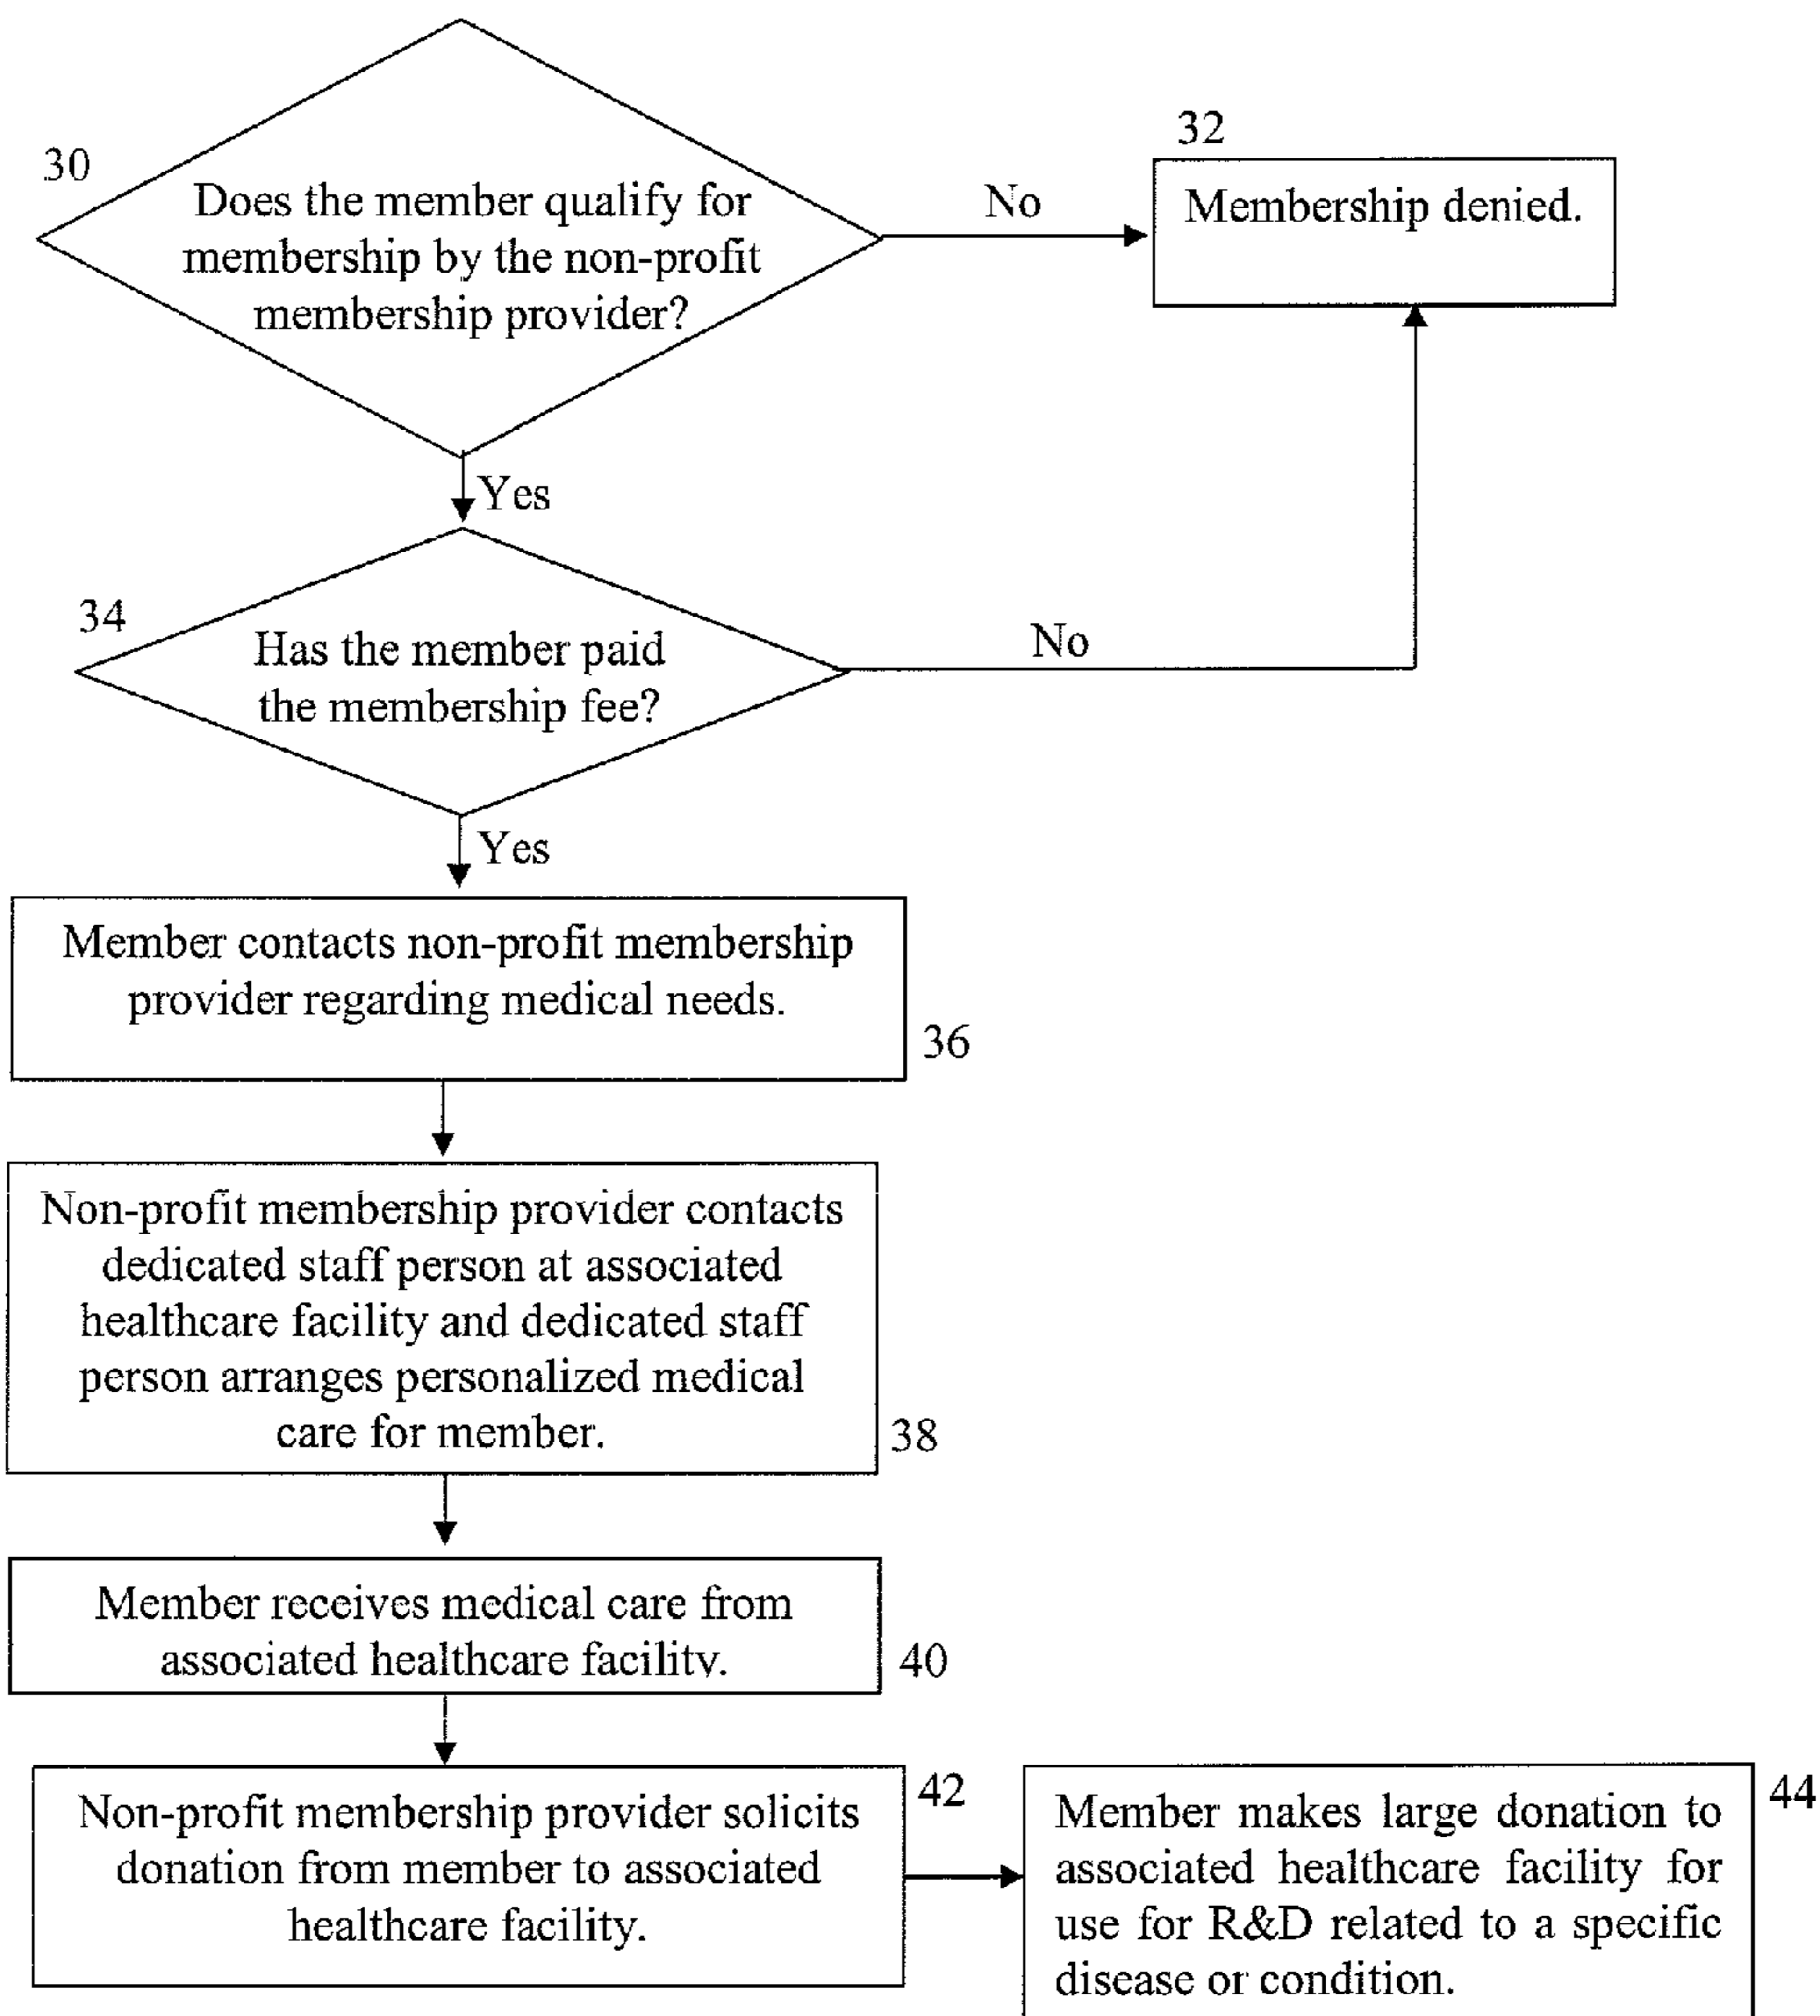 30
Does the member qualify for
membership by the non-profit
membership provider?
No
32
Membership denied.
Yes
34
Has the member paid
the membership fee?
No
Yes
Member contacts non-profit membership
provider regarding medical needs.
36
Non-profit membership provider contacts
dedicated staff person at associated
healthcare facility and dedicated staff
person arranges personalized medical
care for member.
38
Member receives medical care from
associated healthcare facility.
40
Non-profit membership provider solicits
donation from member to associated
healthcare facility.
42
Member makes large donation to
associated healthcare facility for
use for R&D related to a specific
disease or condition.
44